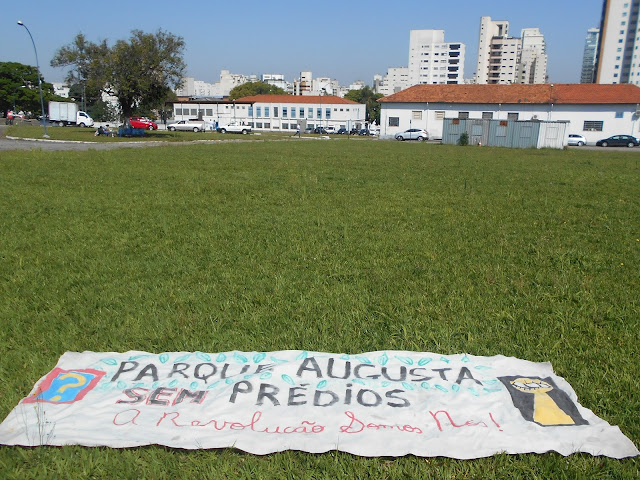 ?
PARQUE AUGUSTA
SEM PRÉDIOS
A Revolução Somos Nós!